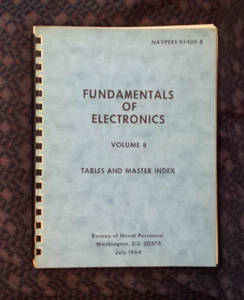 NAVPERS 93400-8
FUNDAMENTALS
OF
ELECTRONICS
VOLUME 8
TABLES AND MASTER INDEX
Bureau of Naval Personnel
Washington, D.C. 20370
July 1964